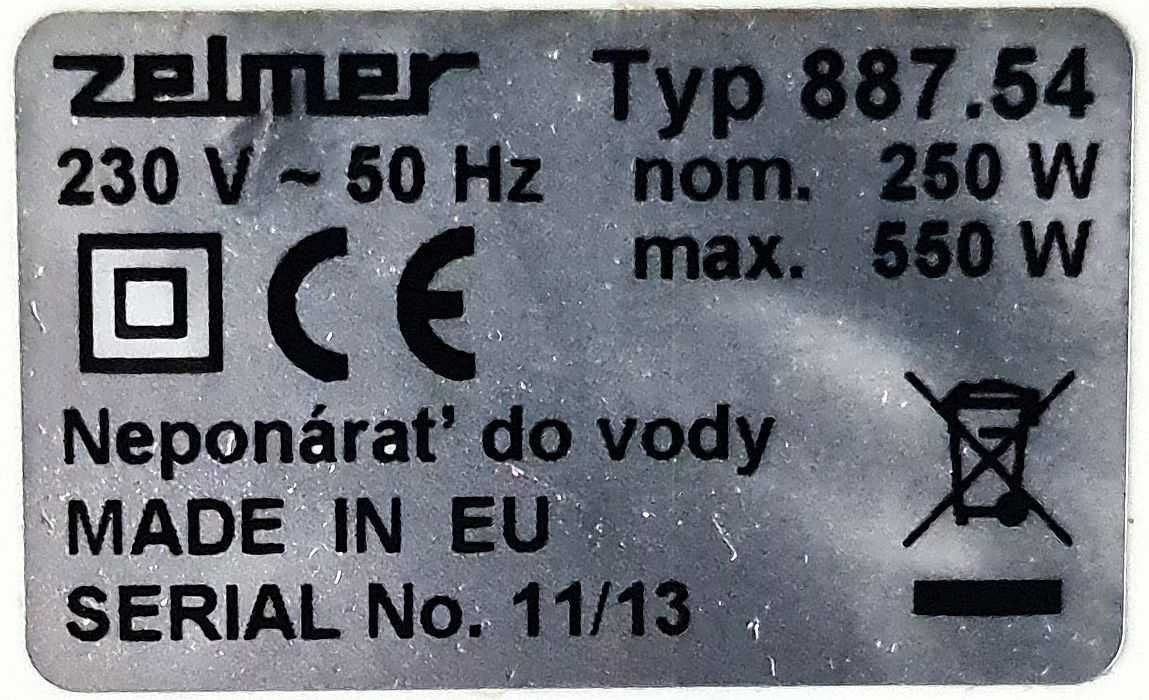 zelmer Typ 887.54
230 V ~ 50 Hz nom. 250 W
max. 550 W
CE
Neponárat' do vody
MADE IN EU
SERIAL No. 11/13